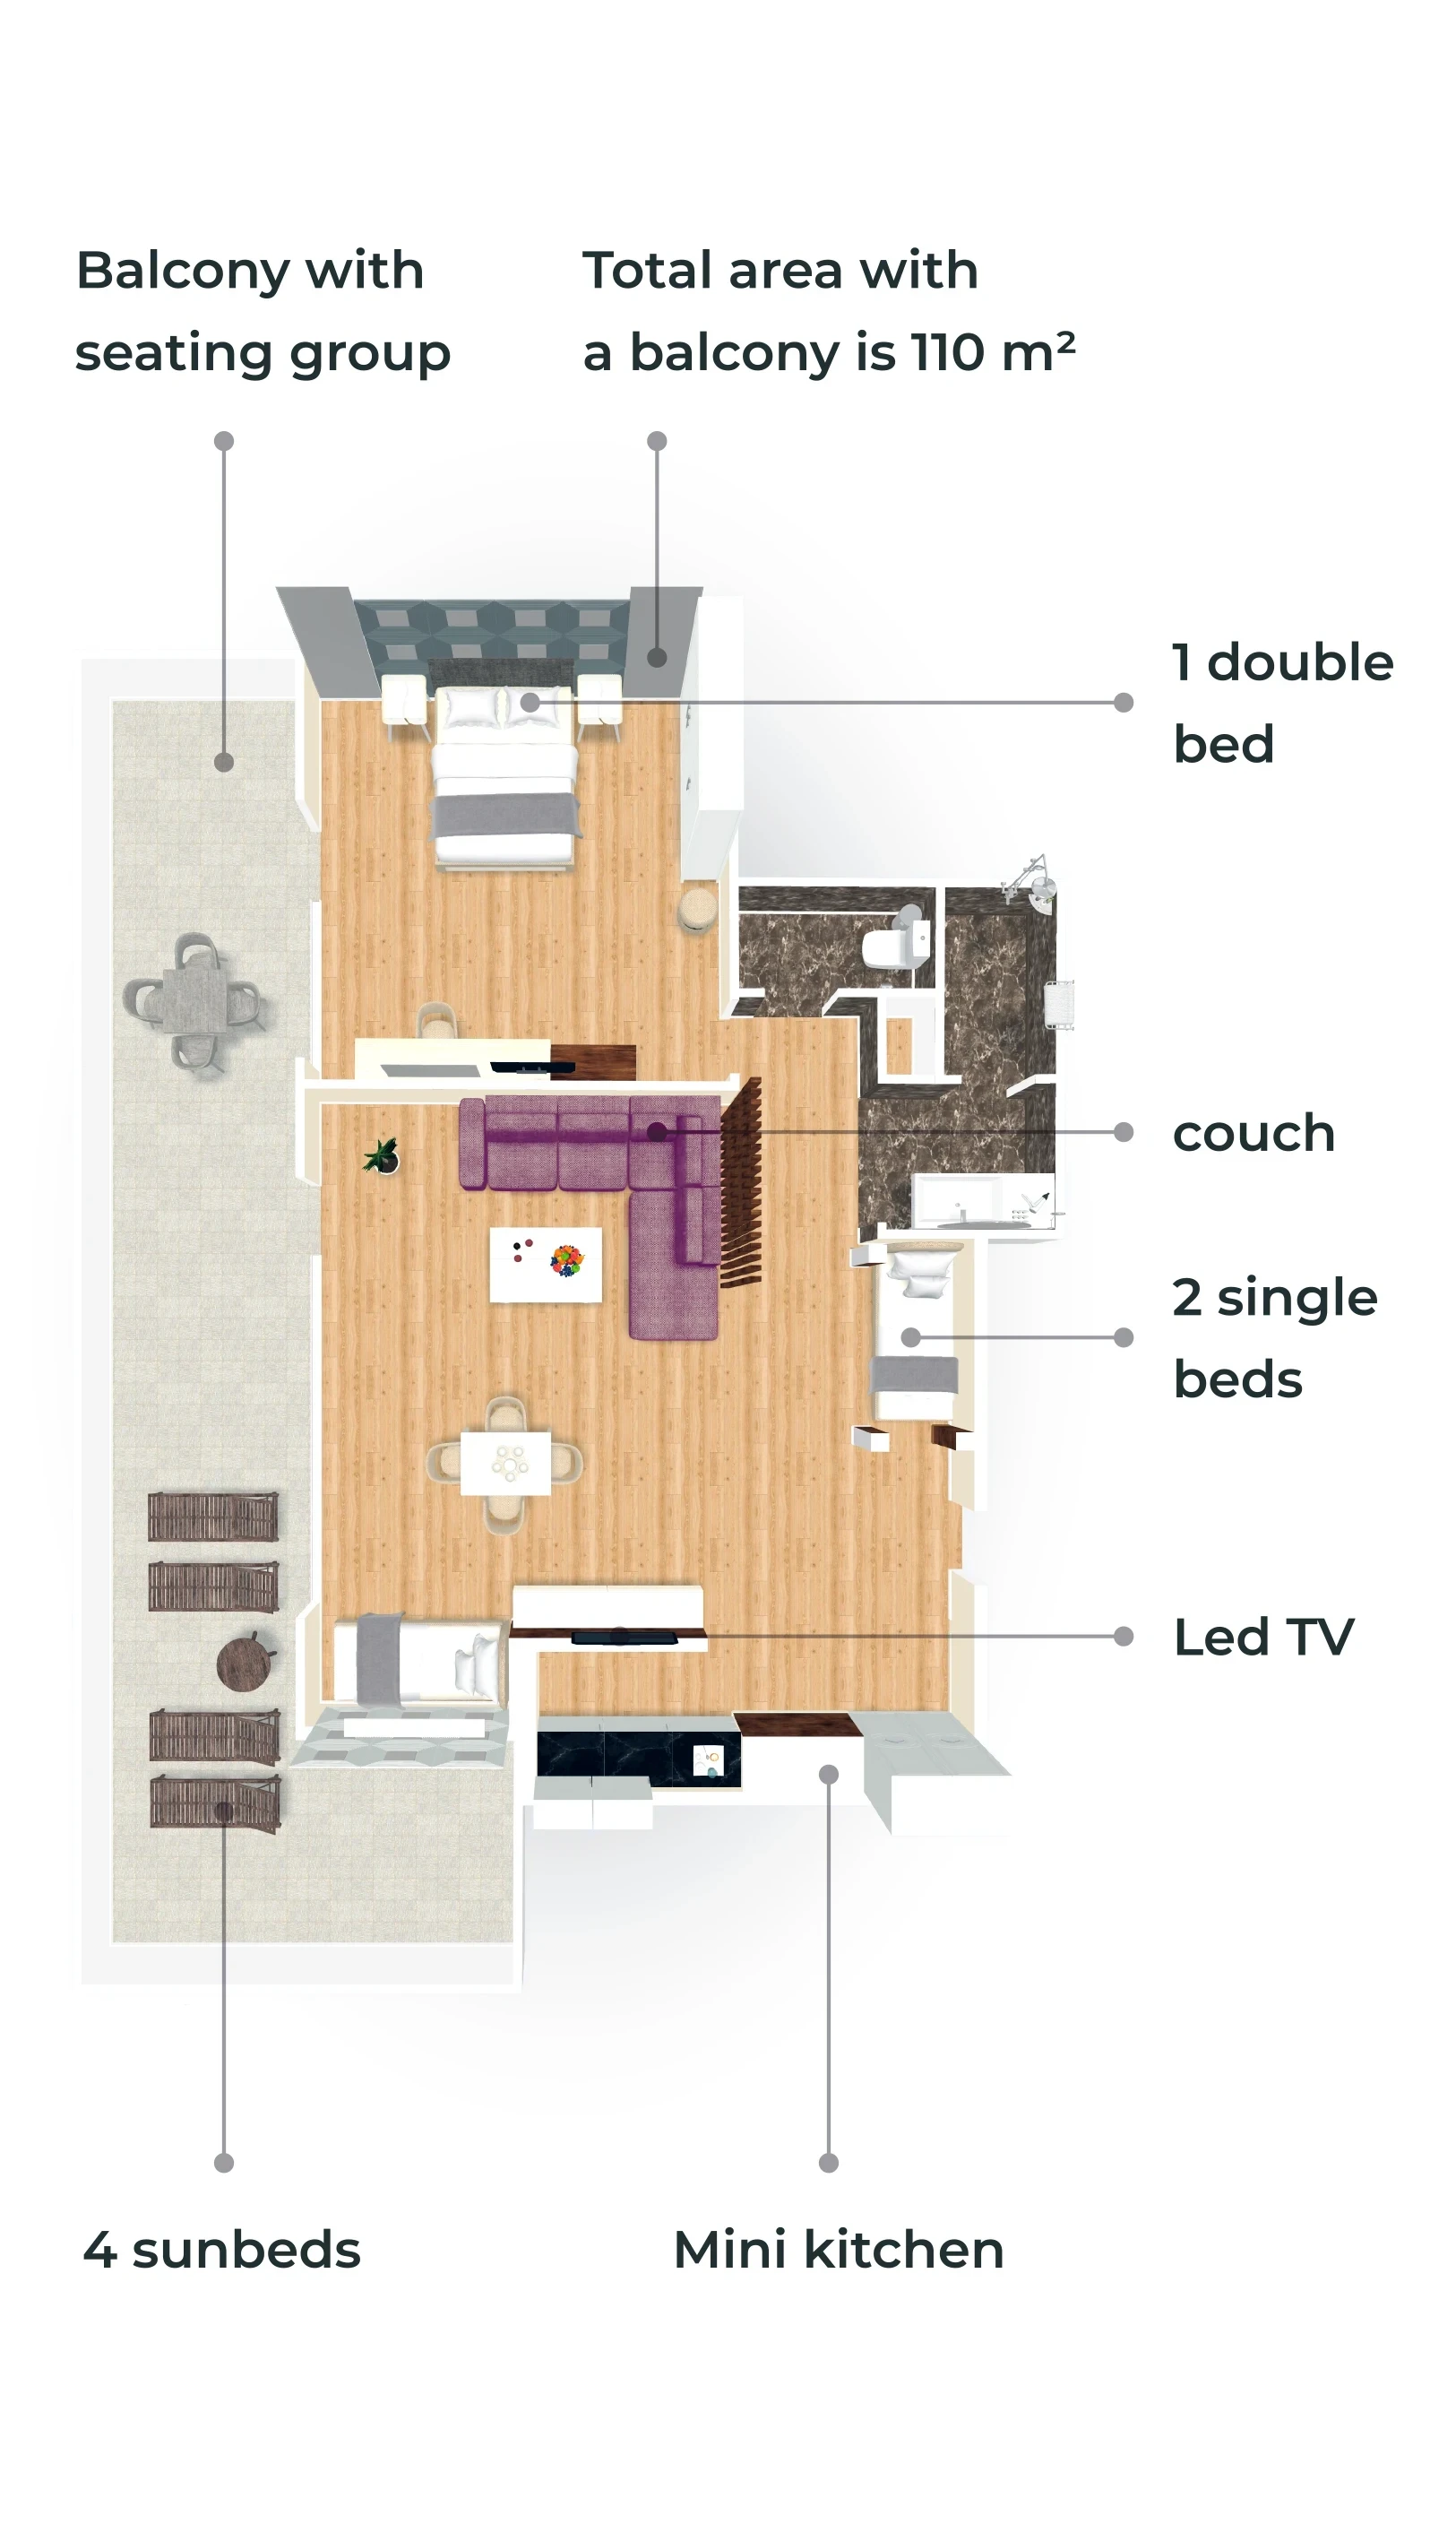 Balcony with
seating group
Total area with
a balcony is 110 m²
1 double
bed
couch
2 single
beds
Led TV
4 sunbeds
Mini kitchen